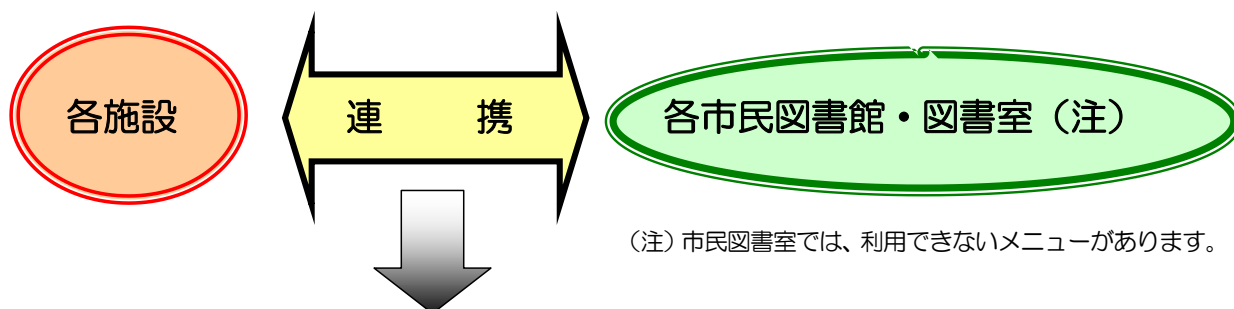 各施設
連　　携
各市民図書館・図書室（注）
（注）市民図書室では、利用できないメニューがあります。